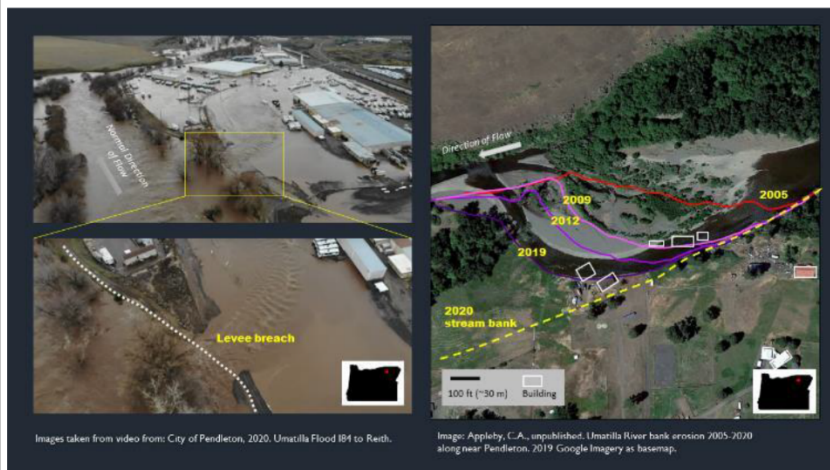 Normal Direction
of Flow
Levee breach
Images taken from video from: City of Pendleton, 2020. Umatilla Flood I84 to Reith.
Direction of Flow
2005
2009
2012
2019
2020
stream bank
100 ft (~30 m)
Building
Image: Appleby, C.A., unpublished. Umatilla River bank erosion 2005-2020
along near Pendleton. 2019 Google Imagery as basemap.